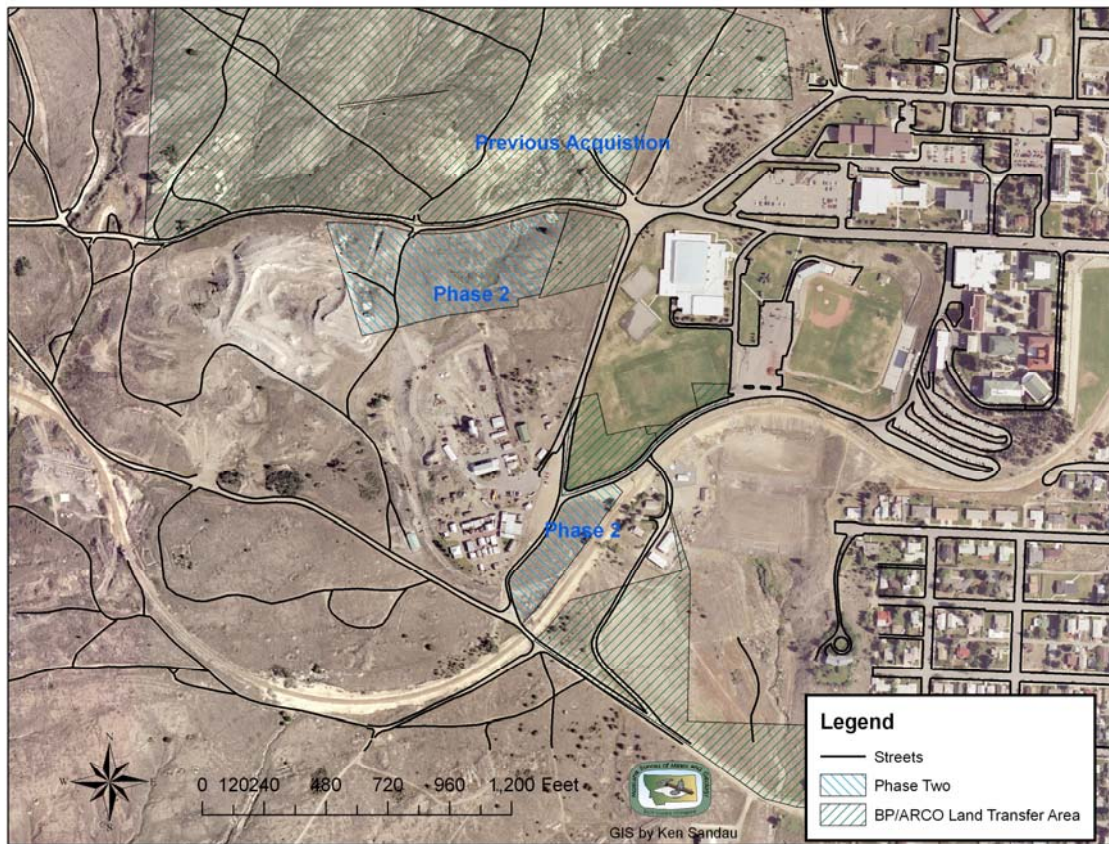 Previous Acquistion
Phase 2
Phase 2
Legend
Streets
Phase Two
BP/ARCO Land Transfer Area
N
W
E
S
0 120240 480 720 960 1,200 Feet
GIS by Ken Sandau